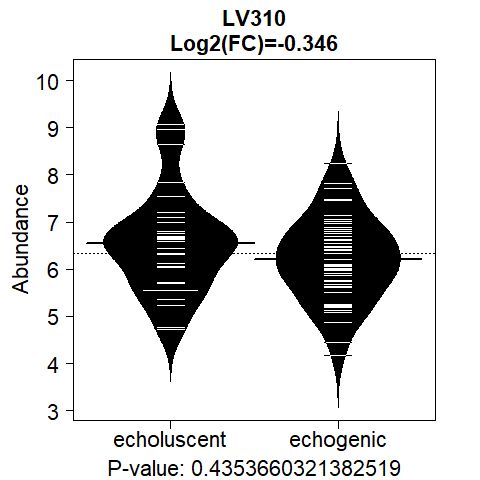 LV310
Log2(FC)=-0.346
Abundance
10
9
8
7
6
5
4
3
echoluscent echogenic
P-value: 0.4353660321382519